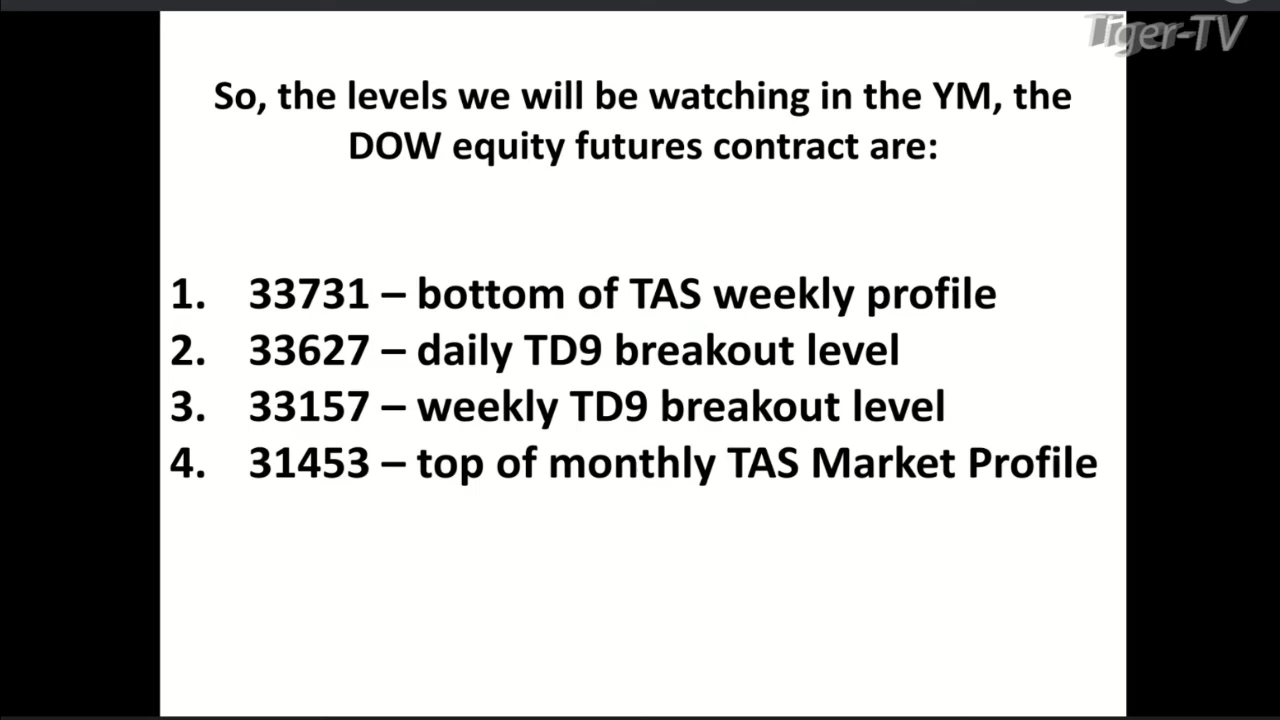 Tiger-TV
So, the levels we will be watching in the YM, the
DOW equity futures contract are:
1. 33731 – bottom of TAS weekly profile
2. 33627 – daily TD9 breakout level
3. 33157 – weekly TD9 breakout level
4. 31453 – top of monthly TAS Market Profile